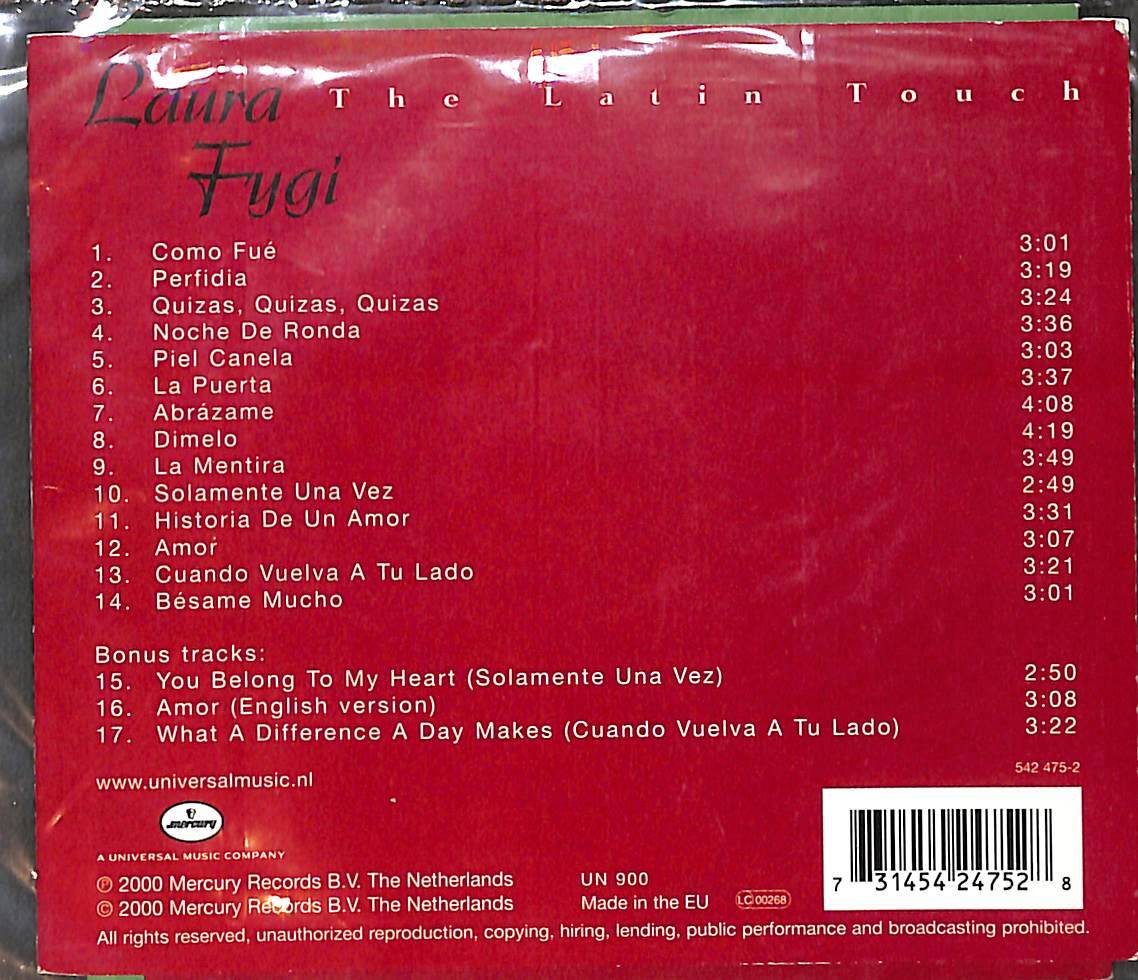 Laura Fygi
The Latin Touch
1. Como Fué 3:01
2. Perfidia 3:19
3. Quizas, Quizas, Quizas 3:24
4. Noche De Ronda 3:36
5. Piel Canela 3:03
6. La Puerta 3:37
7. Abrázame 4:08
8. Dimelo 4:19
9. La Mentira 3:49
10. Solamente Una Vez 2:49
11. Historia De Un Amor 3:31
12. Amor 3:07
13. Cuando Vuelva A Tu Lado 3:21
14. Bésame Mucho 3:01
Bonus tracks:
15. You Belong To My Heart (Solamente Una Vez) 2:50
16. Amor (English version) 3:08
17. What A Difference A Day Makes (Cuando Vuelva A Tu Lado) 3:22
542 475-2
www.universalmusic.nl
mercury
A UNIVERSAL MUSIC COMPANY
℗ 2000 Mercury Records B.V. The Netherlands
© 2000 Mercury Records B.V. The Netherlands
UN 900
Made in the EU
LC 00268
7 31454 24752 8
All rights reserved, unauthorized reproduction, copying, hiring, lending, public performance and broadcasting prohibited.